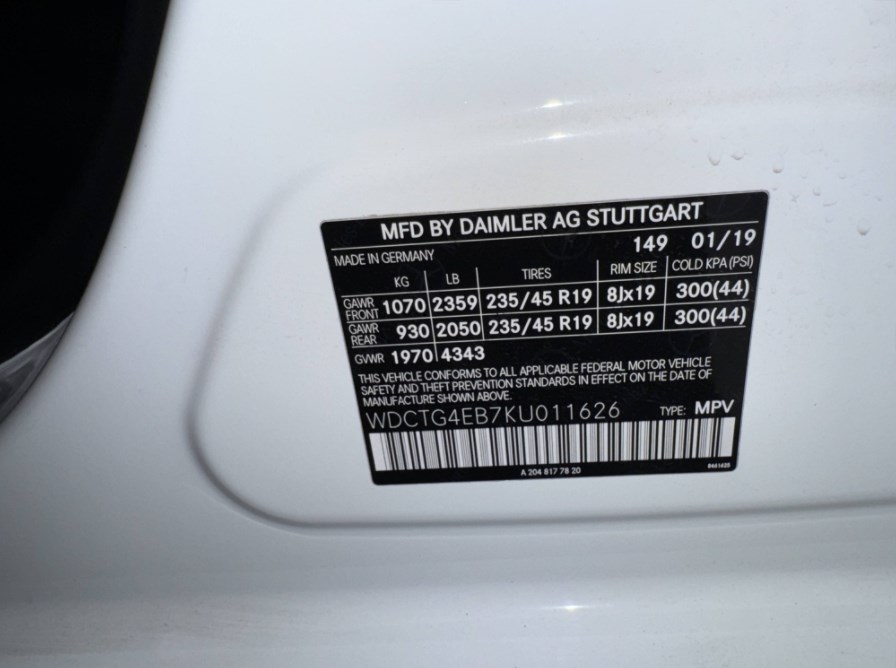 MFD BY DAIMLER AG STUTTGART
MADE IN GERMANY 149 01/19
KG LB TIRES RIM SIZE COLD KPA (PSI)
GAWR FRONT 1070 2359 235/45 R19 8Jx19 300(44)
GAWR REAR 930 2050 235/45 R19 8Jx19 300(44)
GVWR 1970 4343
THIS VEHICLE CONFORMS TO ALL APPLICABLE FEDERAL MOTOR VEHICLE
SAFETY AND THEFT PREVENTION STANDARDS IN EFFECT ON THE DATE OF
MANUFACTURE SHOWN ABOVE.
WDCTG4EB7KU011626 TYPE: MPV
A 204 817 78 20